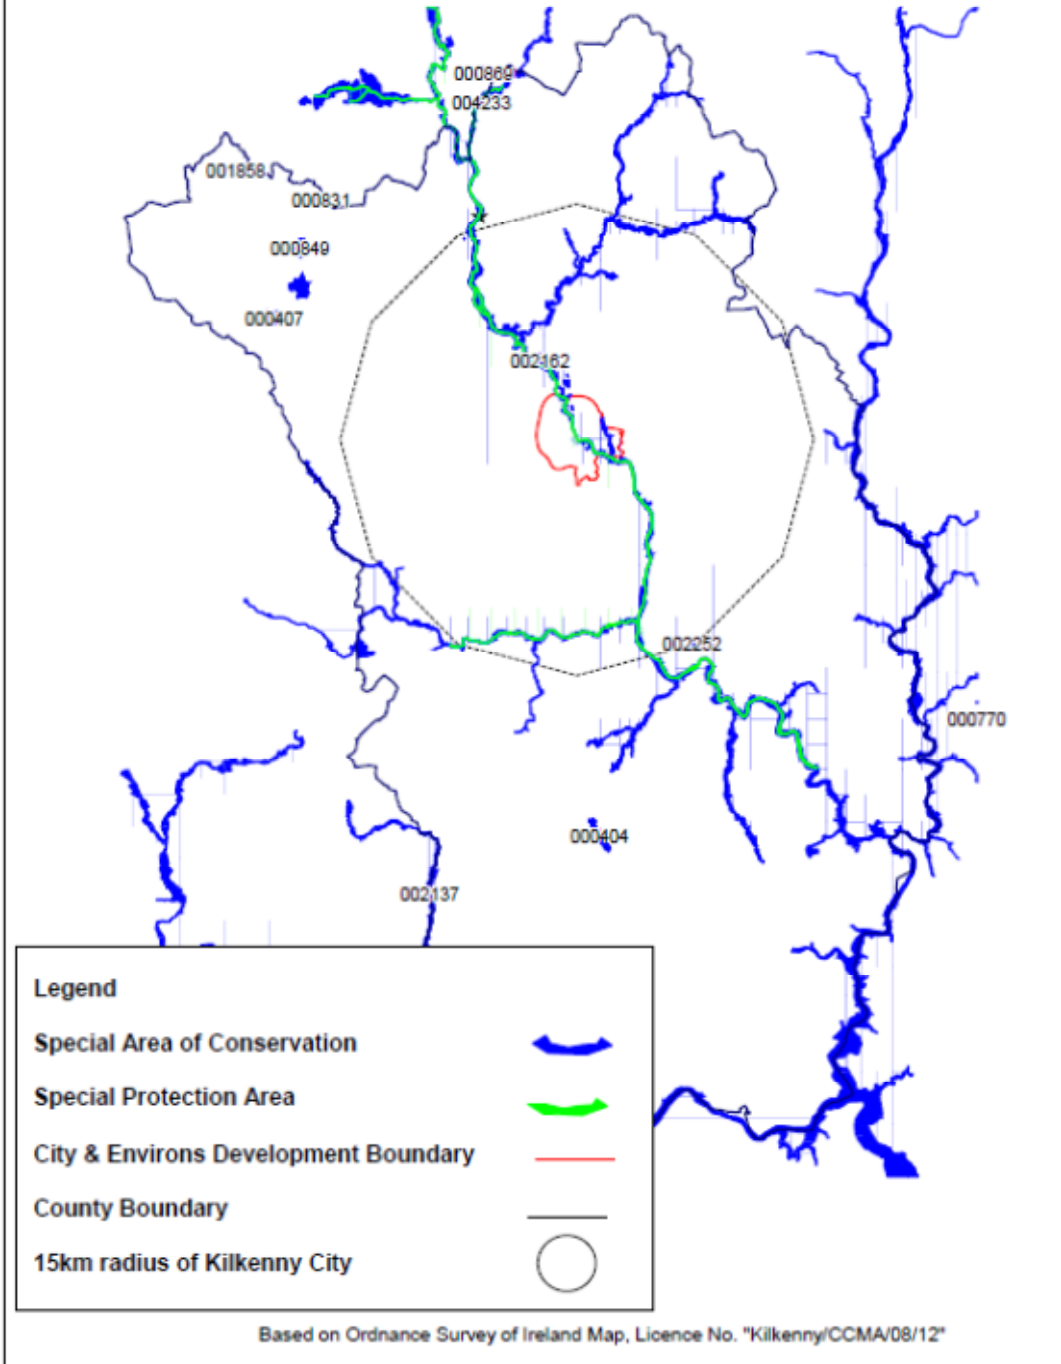 000869
004233
001858
000831
000849
000407
002162
002252
000770
000404
002137
Legend
Special Area of Conservation
Special Protection Area
City & Environs Development Boundary
County Boundary
15km radius of Kilkenny City
Based on Ordnance Survey of Ireland Map, Licence No. "Kilkenny/CCMA/08/12"